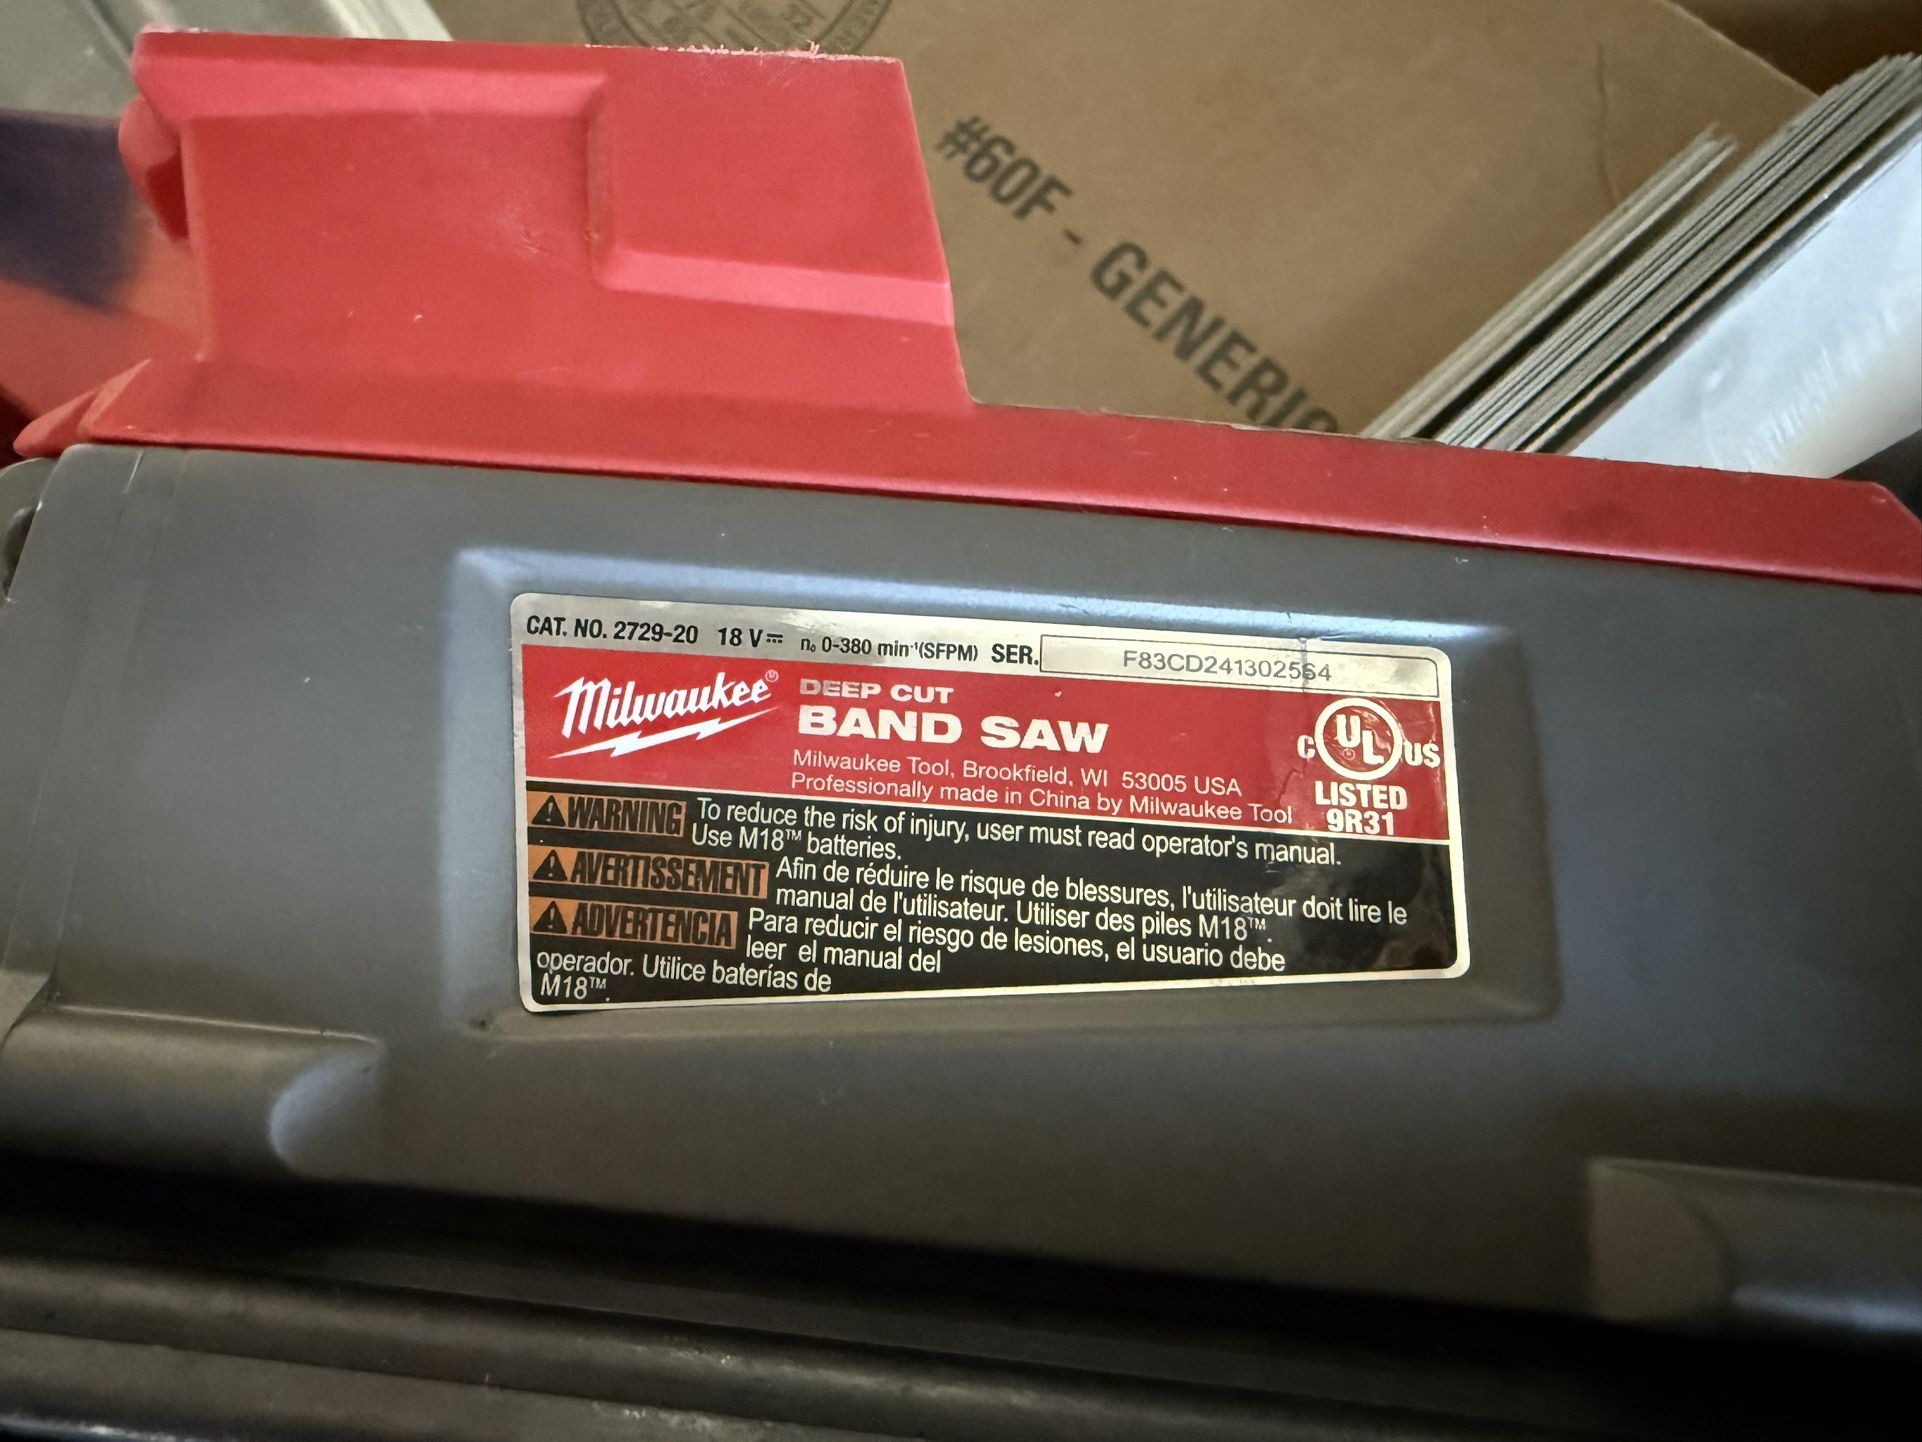 #60F - GENERIC
CAT. NO. 2729-20 18 V⎓ n₀ 0-380 min⁻¹(SFPM) SER. F83CD241302564
Milwaukee®
DEEP CUT
BAND SAW
Milwaukee Tool, Brookfield, WI 53005 USA
Professionally made in China by Milwaukee Tool
C UL® US
LISTED
9R31
⚠WARNING To reduce the risk of injury, user must read operator's manual.
Use M18™ batteries.
⚠AVERTISSEMENT Afin de réduire le risque de blessures, l'utilisateur doit lire le
manual de l'utilisateur. Utiliser des piles M18™.
⚠ADVERTENCIA Para reducir el riesgo de lesiones, el usuario debe
leer el manual del
operador. Utilice baterías de
M18™.